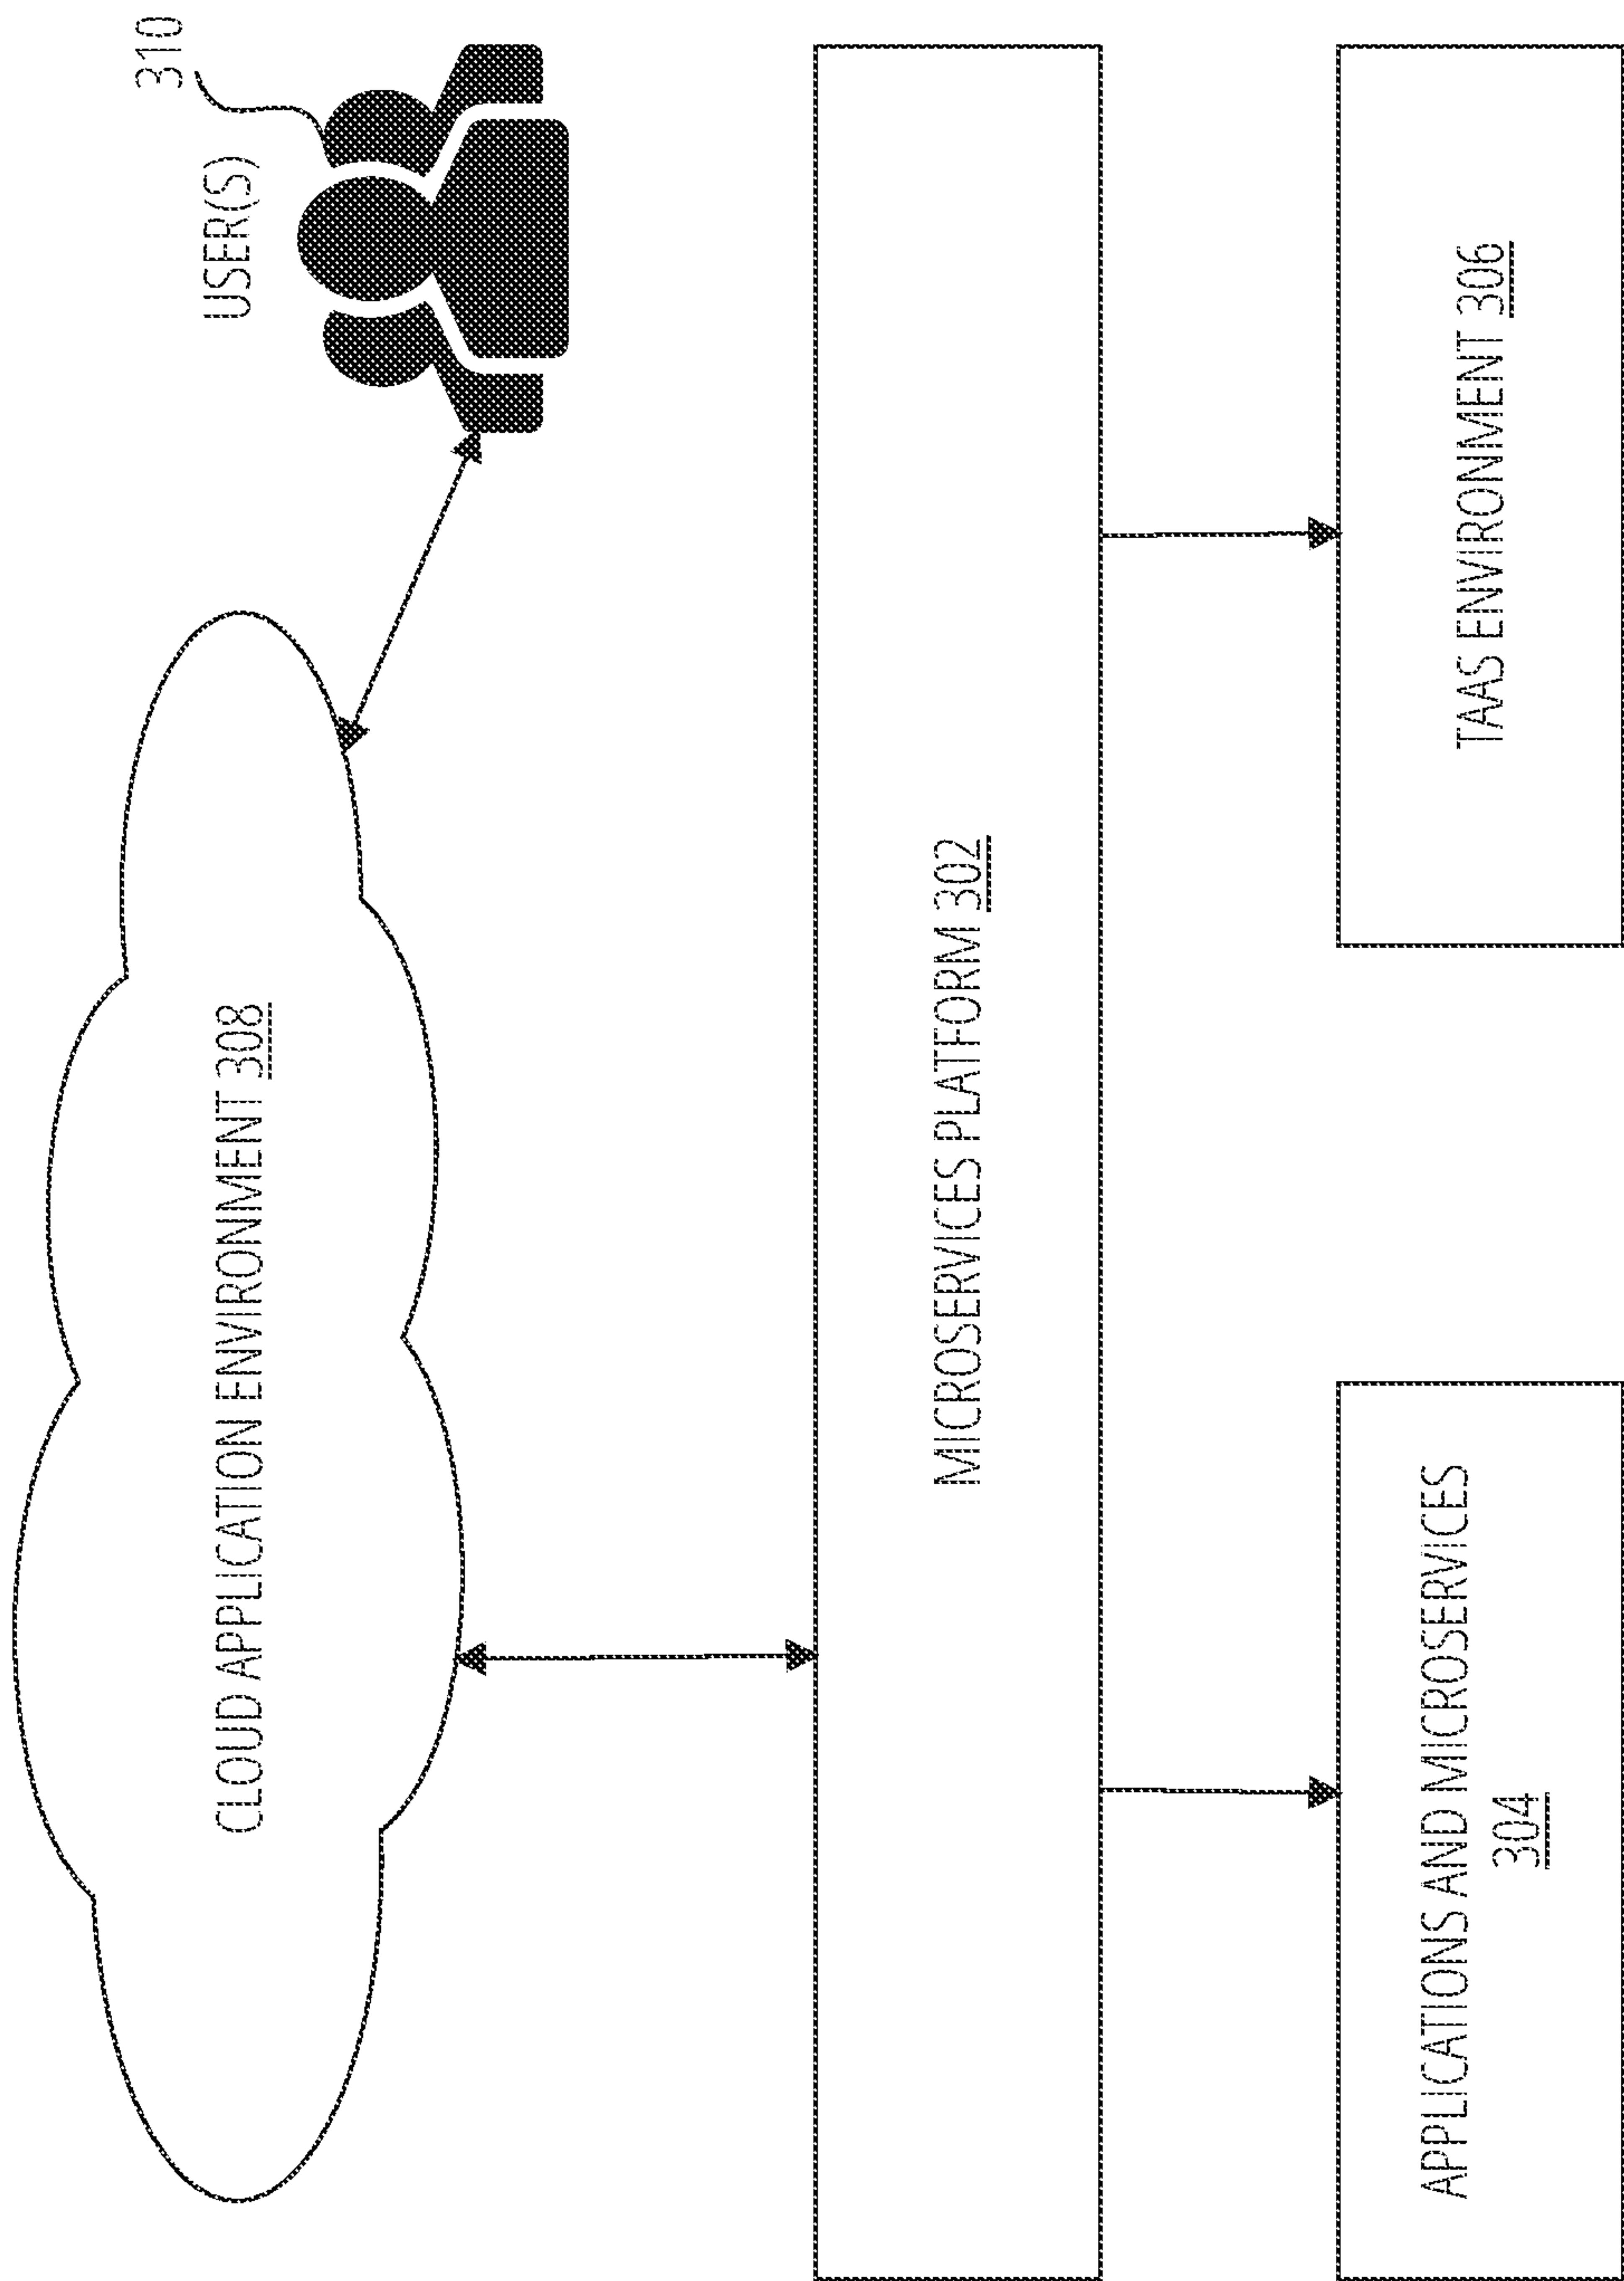 310
USER(S)
CLOUD APPLICATION ENVIRONMENT 308
MICROSERVICES PLATFORM 302
APPLICATIONS AND MICROSERVICES
304
TAAS ENVIRONMENT 306